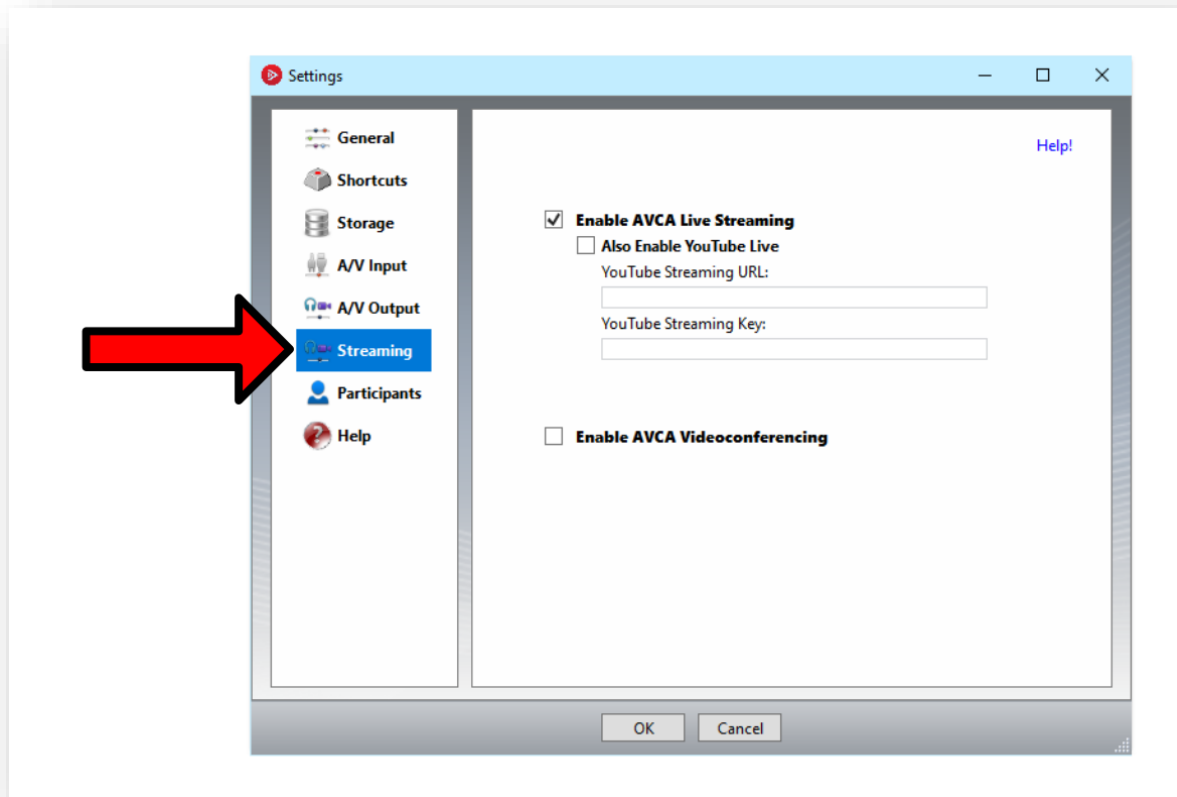 Settings
General
Shortcuts
Storage
A/V Input
A/V Output
Streaming
Participants
Help
Help!
Enable AVCA Live Streaming
Also Enable YouTube Live
YouTube Streaming URL:
YouTube Streaming Key:
Enable AVCA Videoconferencing
OK
Cancel